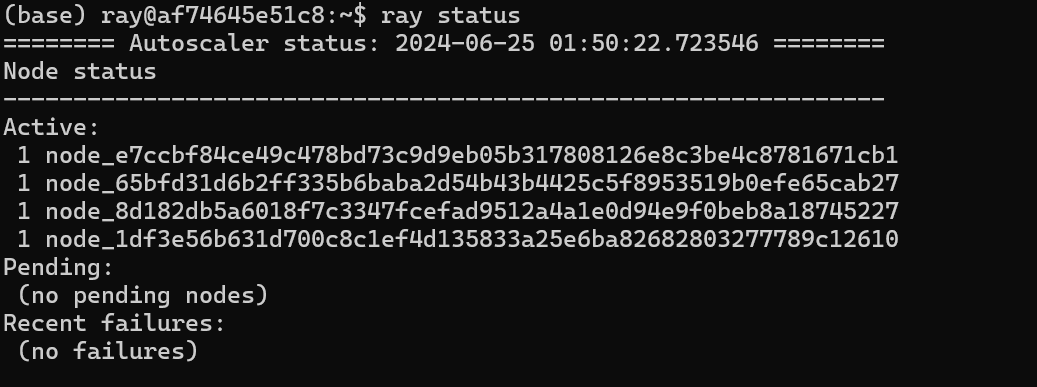 (base) ray@af74645e51c8:~$ ray status
======== Autoscaler status: 2024-06-25 01:50:22.723546 ========
Node status
---------------------------------------------------------------
Active:
 1 node_e7ccbf84ce49c478bd73c9d9eb05b317808126e8c3be4c8781671cb1
 1 node_65bfd31d6b2ff335b6baba2d54b43b4425c5f8953519b0efe65cab27
 1 node_8d182db5a6018f7c3347fcefad9512a4a1e0d94e9f0beb8a18745227
 1 node_1df3e56b631d700c8c1ef4d135833a25e6ba82682803277789c12610
Pending:
 (no pending nodes)
Recent failures:
 (no failures)